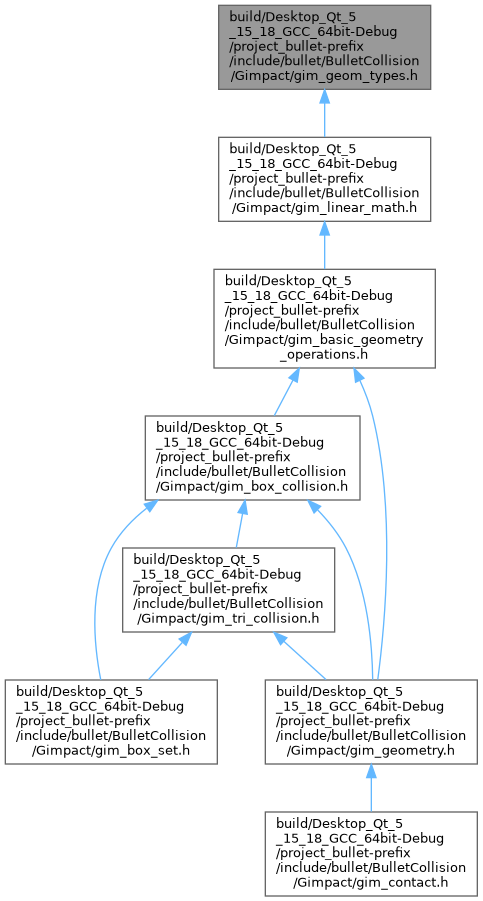 build/Desktop_Qt_5
_15_18_GCC_64bit-Debug
/project_bullet-prefix
/include/bullet/BulletCollision
/Gimpact/gim_geom_types.h
build/Desktop_Qt_5
_15_18_GCC_64bit-Debug
/project_bullet-prefix
/include/bullet/BulletCollision
/Gimpact/gim_linear_math.h
build/Desktop_Qt_5
_15_18_GCC_64bit-Debug
/project_bullet-prefix
/include/bullet/BulletCollision
/Gimpact/gim_basic_geometry
_operations.h
build/Desktop_Qt_5
_15_18_GCC_64bit-Debug
/project_bullet-prefix
/include/bullet/BulletCollision
/Gimpact/gim_box_collision.h
build/Desktop_Qt_5
_15_18_GCC_64bit-Debug
/project_bullet-prefix
/include/bullet/BulletCollision
/Gimpact/gim_tri_collision.h
build/Desktop_Qt_5
_15_18_GCC_64bit-Debug
/project_bullet-prefix
/include/bullet/BulletCollision
/Gimpact/gim_box_set.h
build/Desktop_Qt_5
_15_18_GCC_64bit-Debug
/project_bullet-prefix
/include/bullet/BulletCollision
/Gimpact/gim_geometry.h
build/Desktop_Qt_5
_15_18_GCC_64bit-Debug
/project_bullet-prefix
/include/bullet/BulletCollision
/Gimpact/gim_contact.h